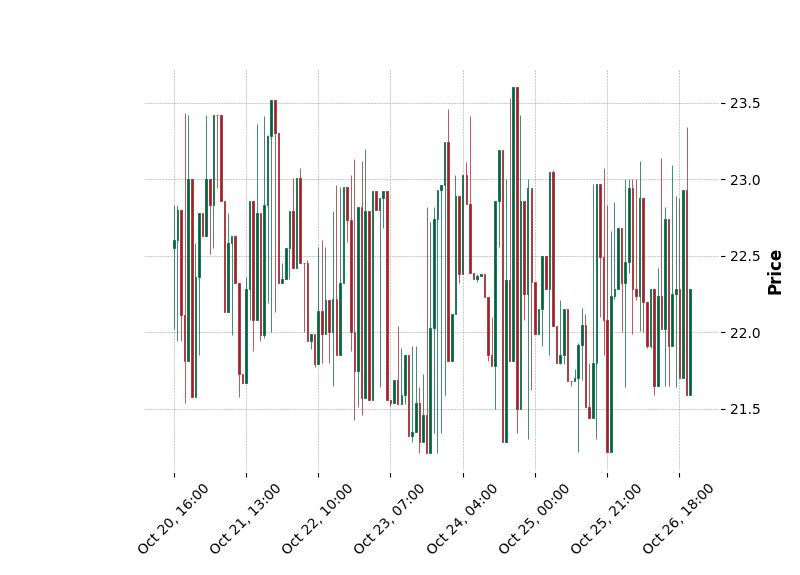 23.5
23.0
22.5
22.0
21.5
Price
Oct 20, 16:00
Oct 21, 13:00
Oct 22, 10:00
Oct 23, 07:00
Oct 24, 04:00
Oct 25, 00:00
Oct 25, 21:00
Oct 26, 18:00